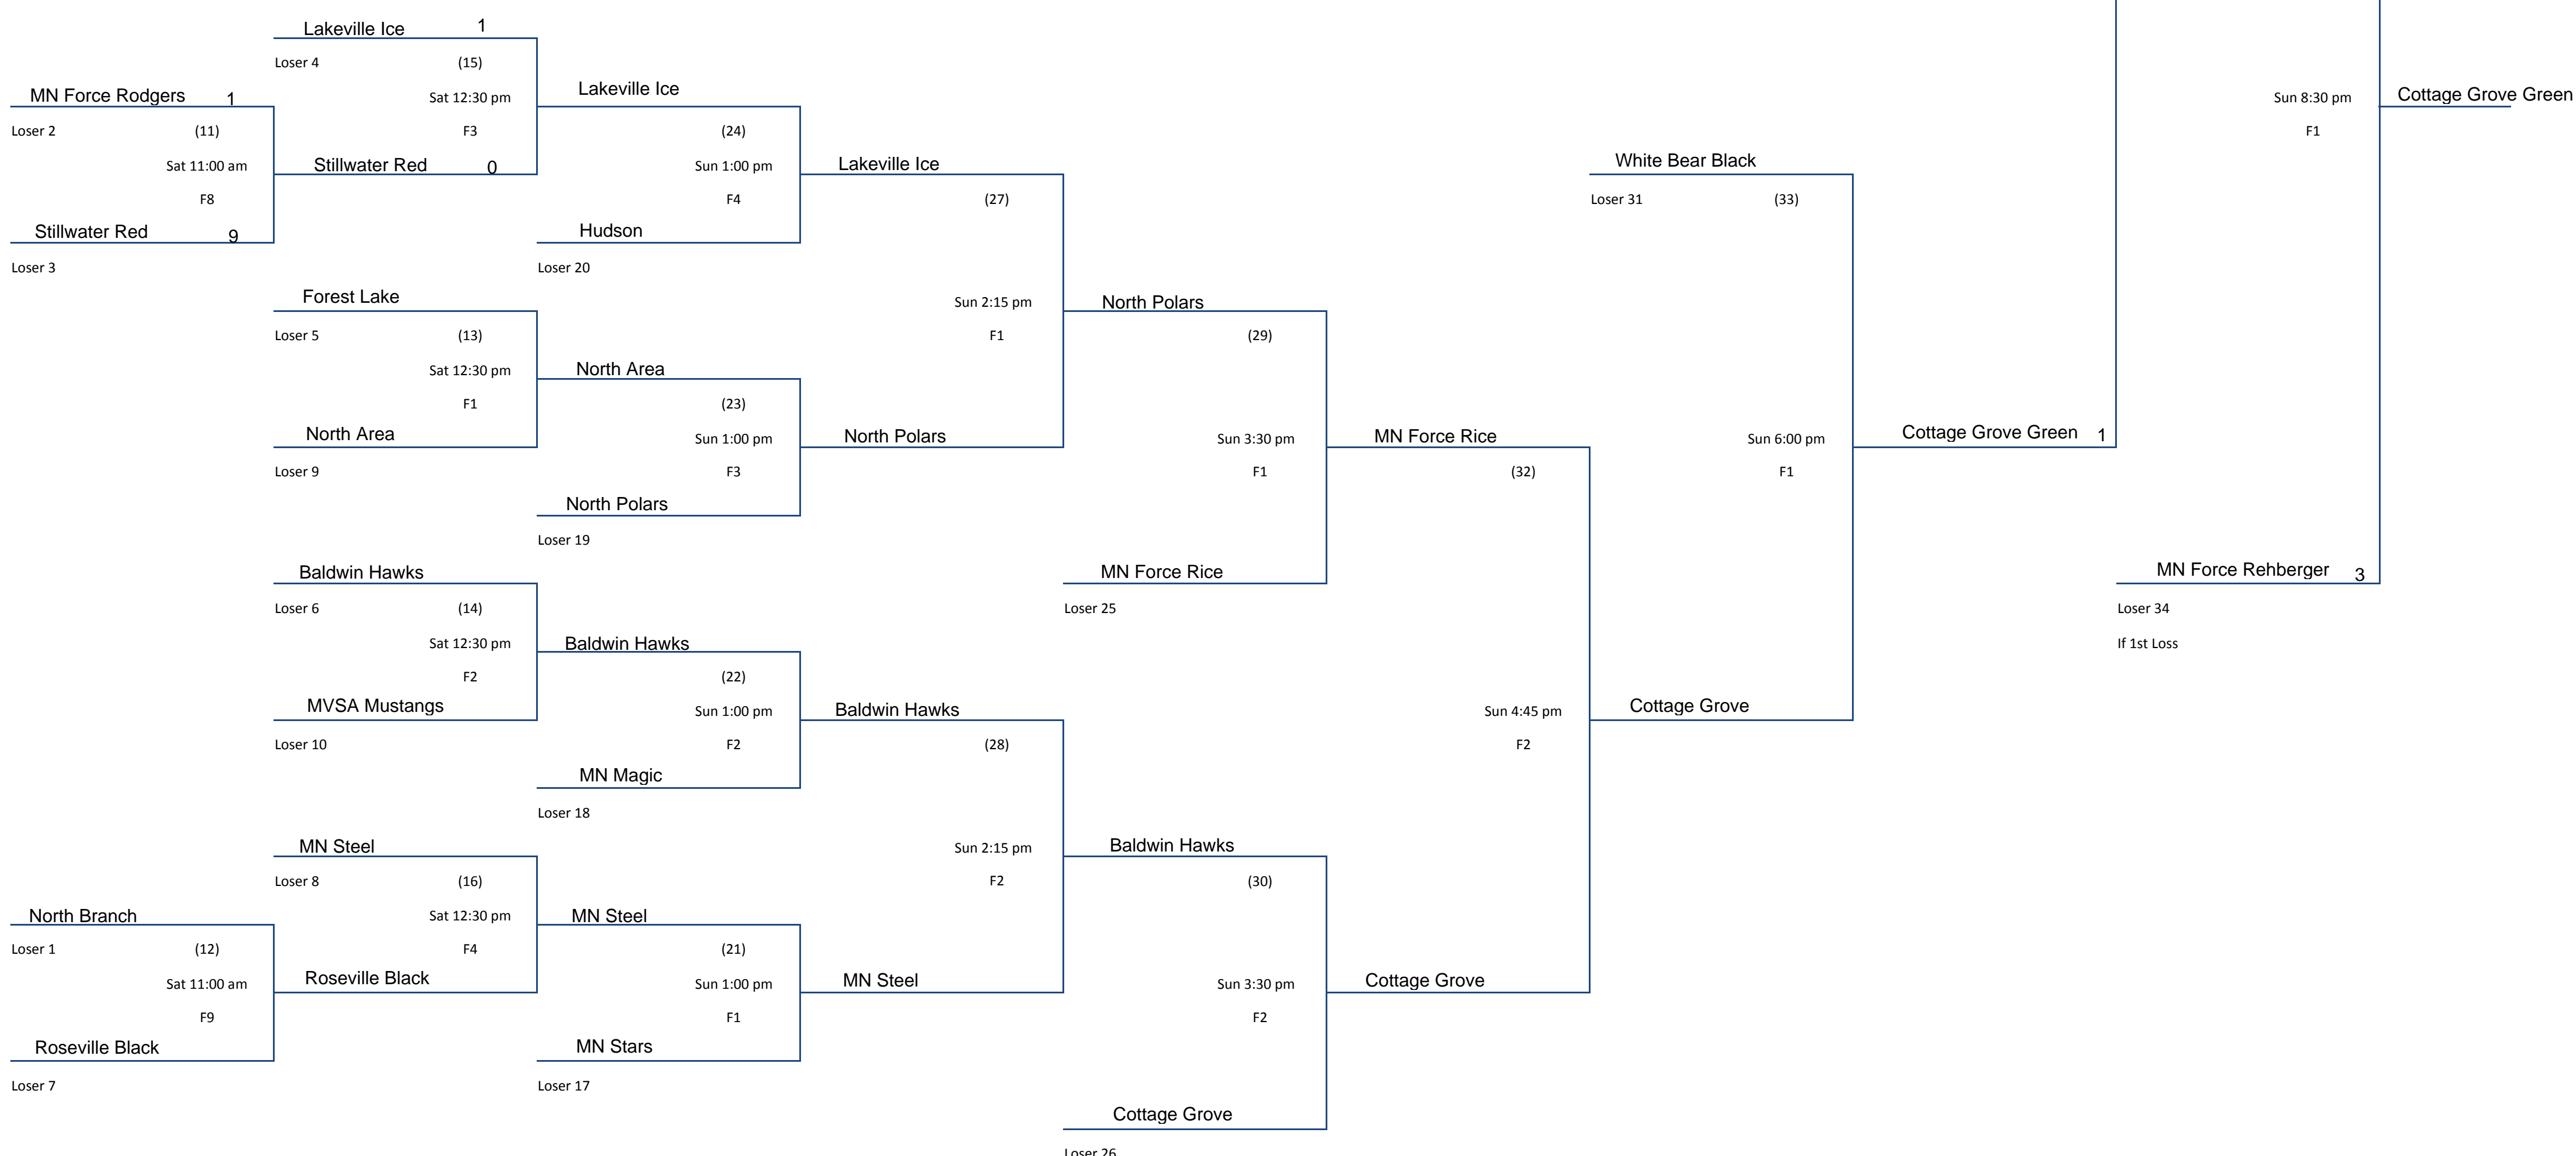 Lakeville Ice 1
Loser 4 (15)
Sat 12:30 pm
F3
MN Force Rodgers 1
Loser 2 (11)
Sat 11:00 am
F8
Stillwater Red 0
Stillwater Red 9
Loser 3
Lakeville Ice
(24)
Sun 1:00 pm
F4
Hudson
Loser 20
Lakeville Ice
(27)
Sun 2:15 pm
F1
Forest Lake
Loser 5 (13)
Sat 12:30 pm
F1
North Area
Loser 9
North Area
(23)
Sun 1:00 pm
F3
North Polars
Loser 19
North Polars
North Polars
(29)
Sun 3:30 pm
F1
MN Force Rice
Loser 25
MN Force Rice
(32)
Sun 4:45 pm
F2
Baldwin Hawks
Loser 6 (14)
Sat 12:30 pm
F2
MVSA Mustangs
Loser 10
Baldwin Hawks
(22)
Sun 1:00 pm
F2
MN Magic
Loser 18
Baldwin Hawks
(28)
Sun 2:15 pm
F2
MN Steel
Loser 8 (16)
Sat 12:30 pm
F4
North Branch
Loser 1 (12)
Sat 11:00 am
F9
Roseville Black
Roseville Black
Loser 7
MN Steel
(21)
Sun 1:00 pm
F1
MN Stars
Loser 17
MN Steel
Baldwin Hawks
(30)
Sun 3:30 pm
F2
Cottage Grove
Loser 26
Cottage Grove
White Bear Black
Loser 31 (33)
Sun 6:00 pm
F1
Cottage Grove
Cottage Grove Green 1
Sun 8:30 pm
F1
MN Force Rehberger 3
Loser 34
If 1st Loss
Cottage Grove Green